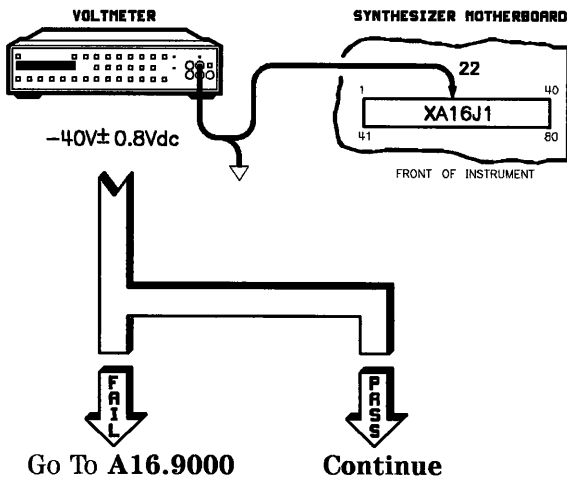 VOLTMETER
SYNTHESIZER MOTHERBOARD
22
1
40
XA16J1
41
80
-40V± 0.8Vdc
FRONT OF INSTRUMENT
FAIL
PASS
Go To A16.9000
Continue